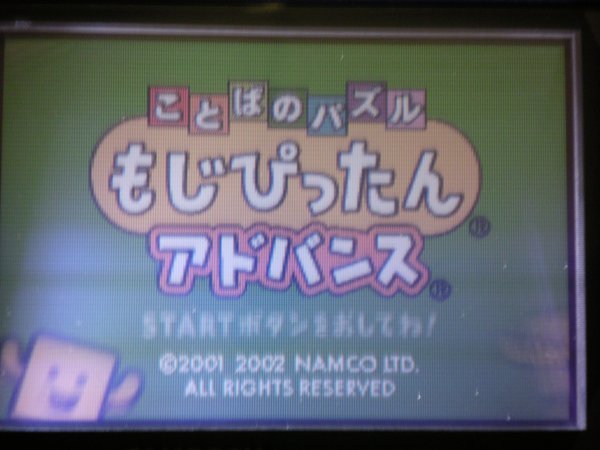 ことばのパズル
もじぴったん®
アドバンス®
STARTボタンをおしてね!
©2001 2002 NAMCO LTD.
ALL RIGHTS RESERVED